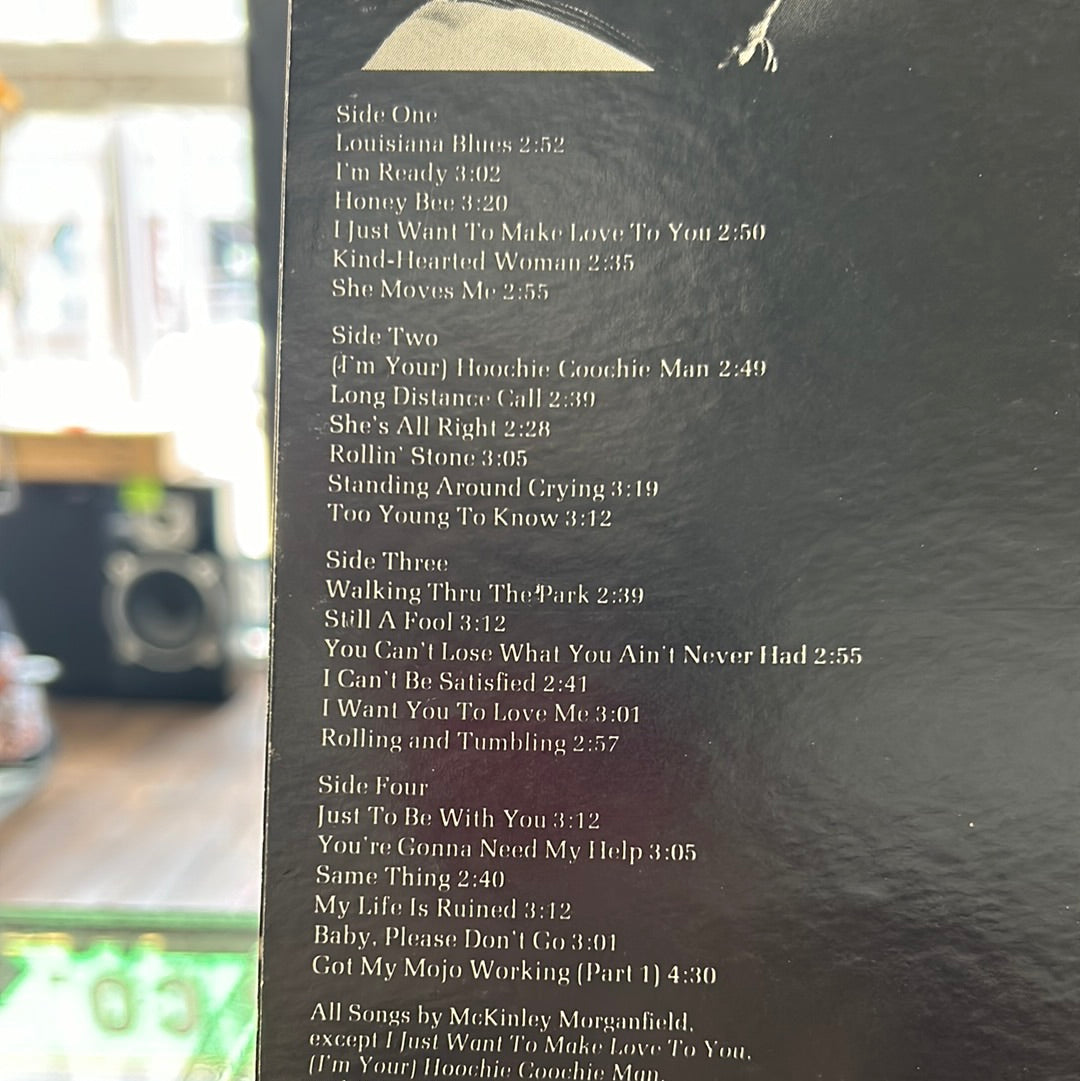 Side One
Louisiana Blues 2:52
I'm Ready 3:02
Honey Bee 3:20
I Just Want To Make Love To You 2:50
Kind-Hearted Woman 2:35
She Moves Me 2:55
Side Two
(I'm Your) Hoochie Coochie Man 2:49
Long Distance Call 2:39
She's All Right 2:28
Rollin' Stone 3:05
Standing Around Crying 3:19
Too Young To Know 3:12
Side Three
Walking Thru The Park 2:39
Still A Fool 3:12
You Can't Lose What You Ain't Never Had 2:55
I Can't Be Satisfied 2:41
I Want You To Love Me 3:01
Rolling and Tumbling 2:57
Side Four
Just To Be With You 3:12
You're Gonna Need My Help 3:05
Same Thing 2:40
My Life Is Ruined 3:12
Baby, Please Don't Go 3:01
Got My Mojo Working (Part 1) 4:30
All Songs by McKinley Morganfield,
except I Just Want To Make Love To You,
(I'm Your) Hoochie Coochie Man,